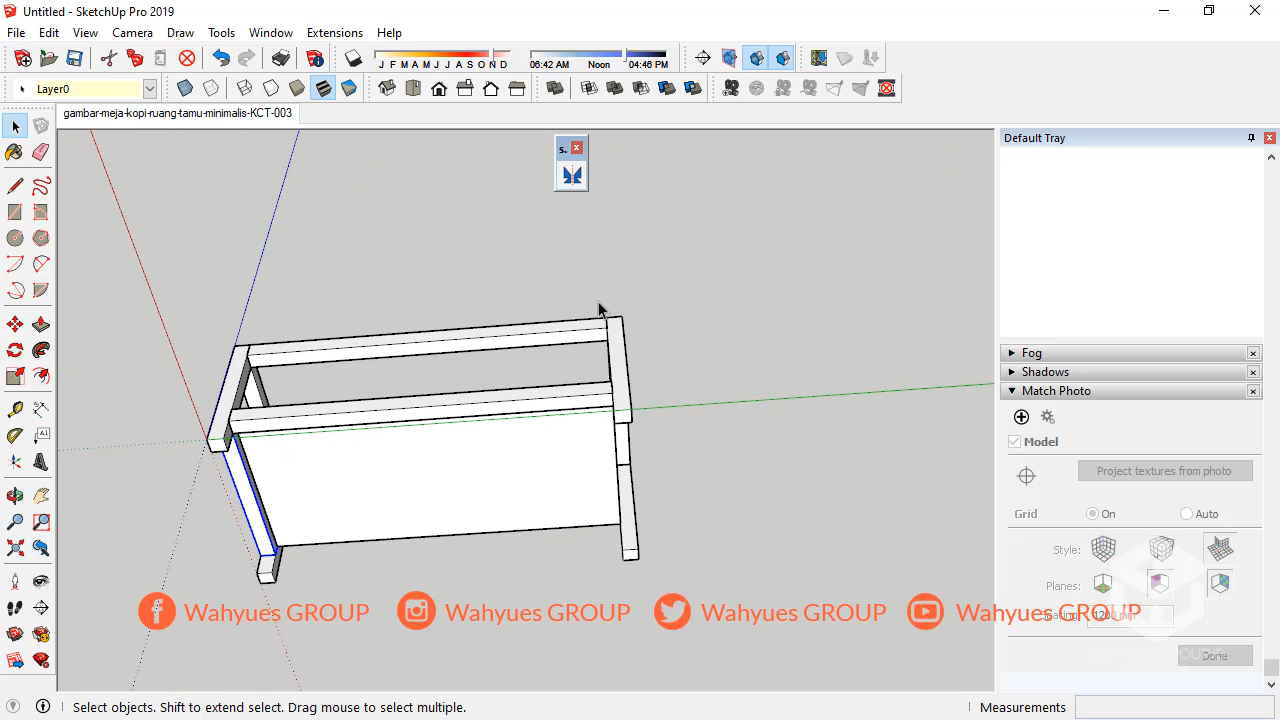 Untitled - SketchUp Pro 2019
File Edit View Camera Draw Tools Window Extensions Help
J F M A M J J A S O N D
06:42 AM Noon 04:46 PM
Layer0
gambar-meja-kopi-ruang-tamu-minimalis-KCT-003
s.
Default Tray
Fog
Shadows
Match Photo
Model
Project textures from photo
Grid On Auto
Style:
Planes:
Wahyues GROUP Wahyues GROUP Wahyues GROUP Wahyues GROUP
Done
Select objects. Shift to extend select. Drag mouse to select multiple. Measurements